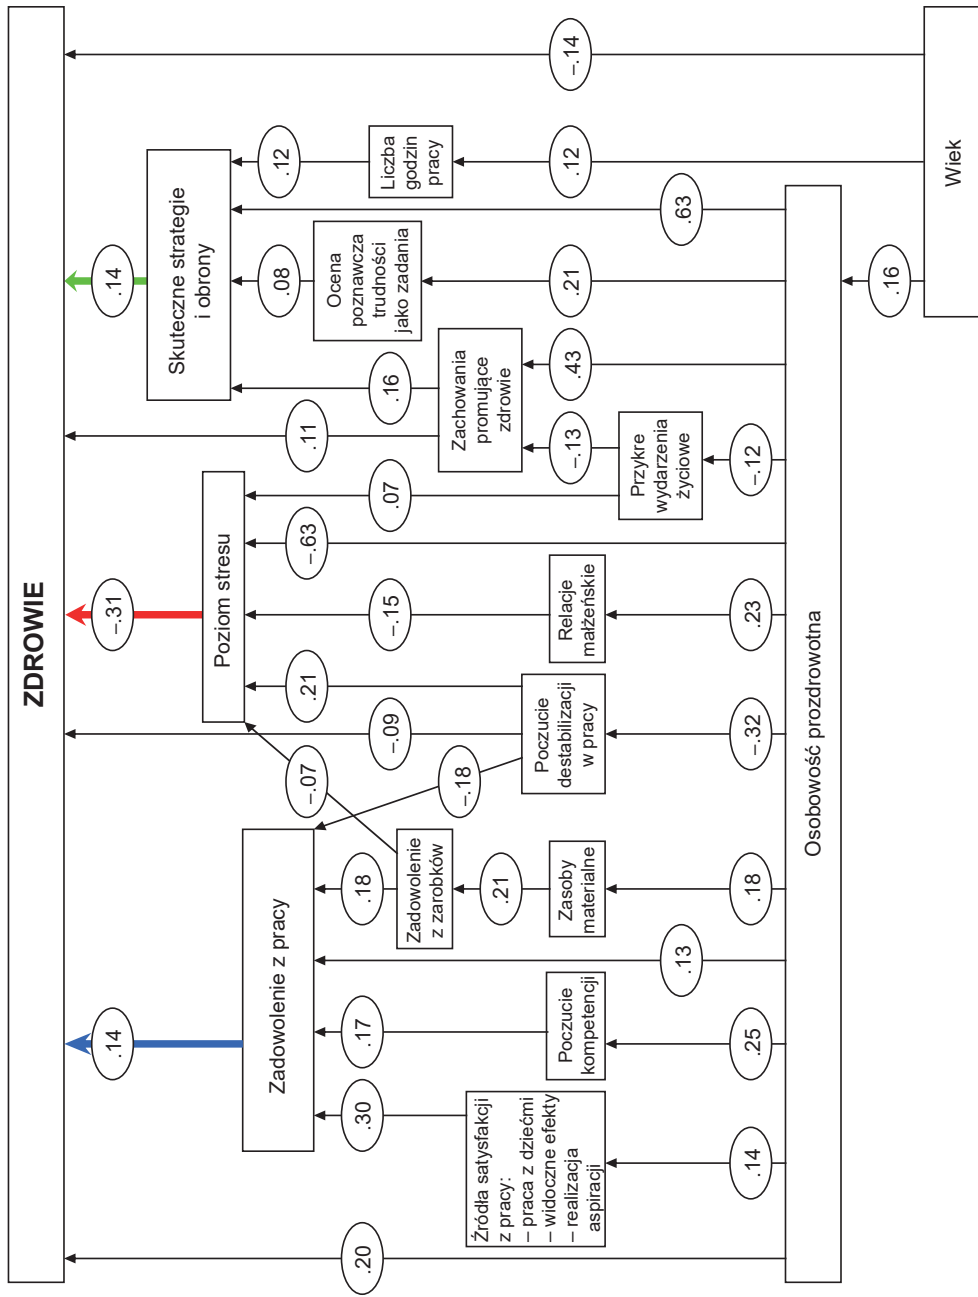 ZDROWIE
.14
–.31
.14
Zadowolenie z pracy
Poziom stresu
Skuteczne strategie
i obrony
.20
.30
.17
.18
–.07
–.18
–.09
.21
–.15
–.63
.07
.11
.16
.08
.12
–.14
Źródła satysfakcji
z pracy:
– praca z dziećmi
– widoczne efekty
– realizacja
aspiracji
Poczucie
kompetencji
Zadowolenie
z zarobków
.21
Zasoby
materialne
Poczucie
destabilizacji
w pracy
Relacje
małżeńskie
Przykre
wydarzenia
życiowe
–.13
Zachowania
promujące
zdrowie
.43
Ocena
poznawcza
trudności
jako zadania
Liczba
godzin
pracy
.14
.25
.13
.18
–.32
.23
–.12
.21
.63
.12
Osobowość prozdrowotna
.16
Wiek